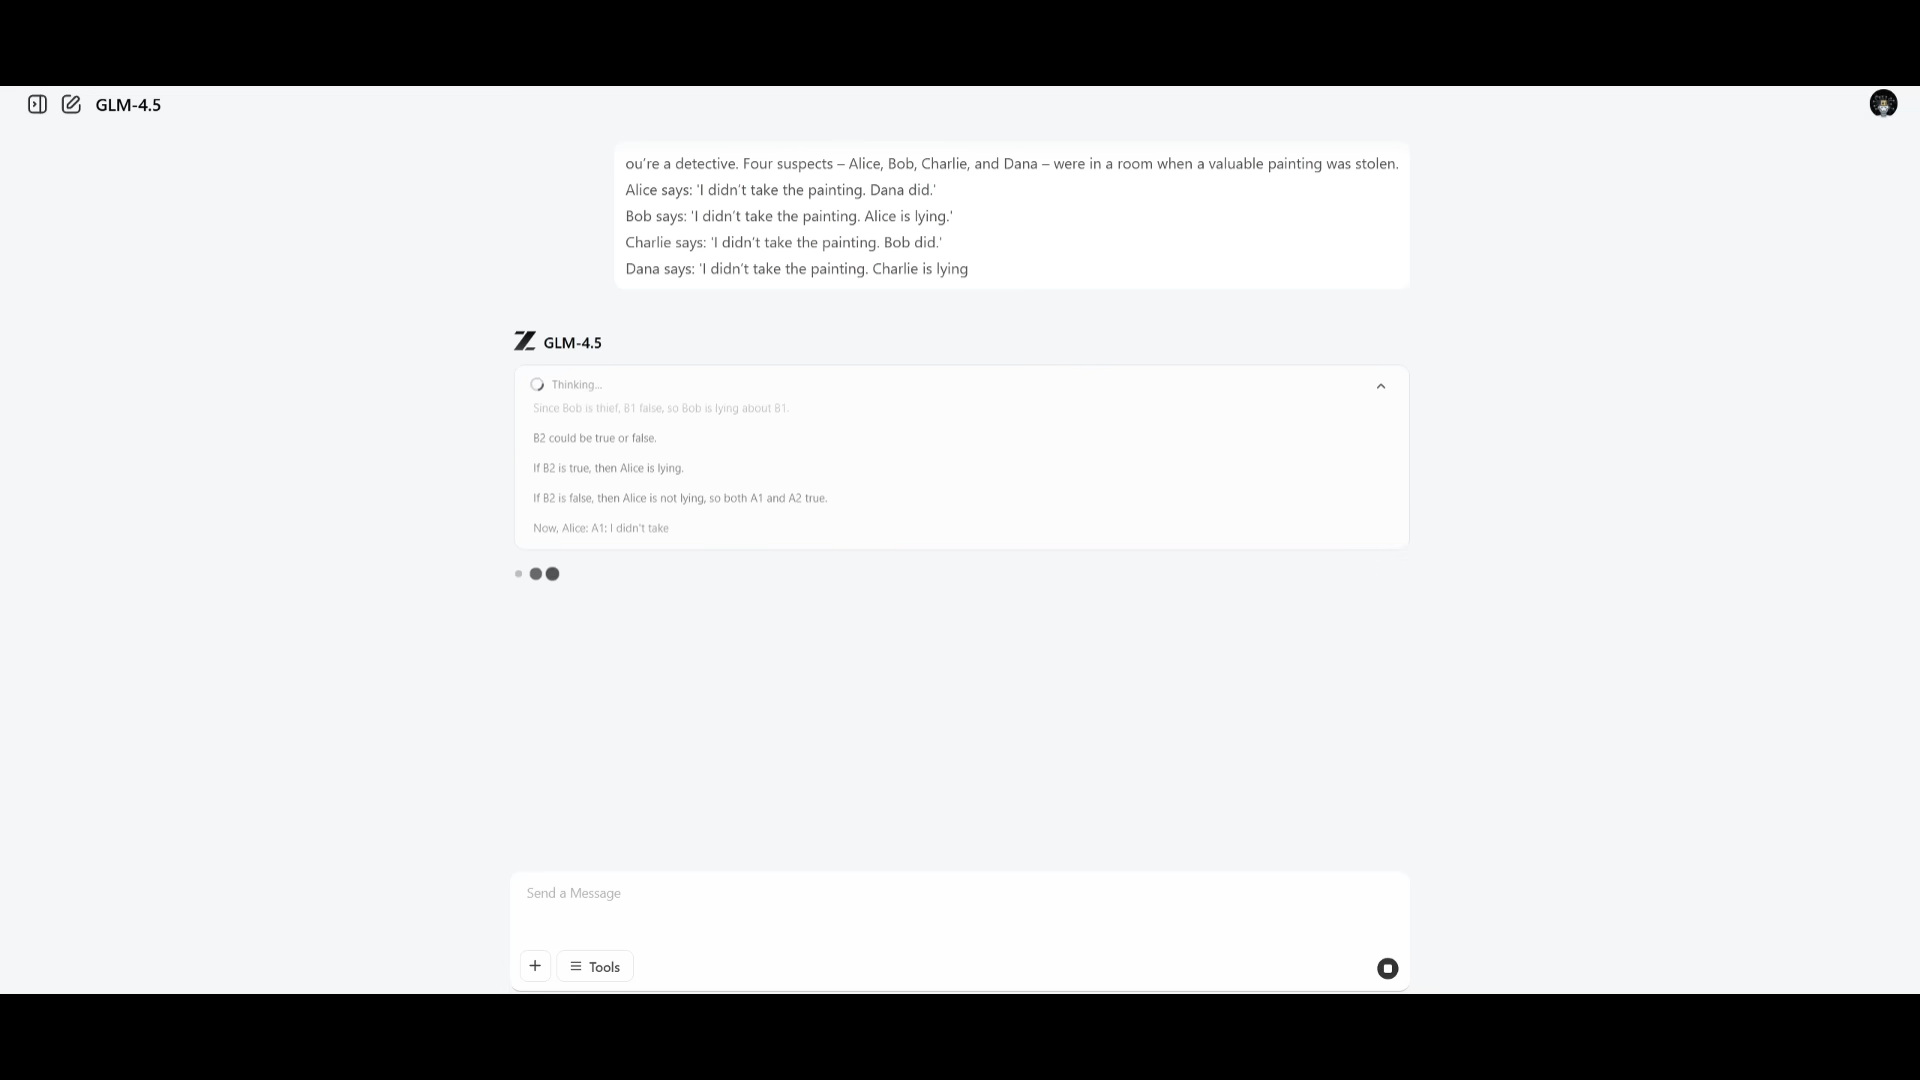 GLM-4.5
ou're a detective. Four suspects – Alice, Bob, Charlie, and Dana – were in a room when a valuable painting was stolen.
Alice says: 'I didn't take the painting. Dana did.'
Bob says: 'I didn't take the painting. Alice is lying.'
Charlie says: 'I didn't take the painting. Bob did.'
Dana says: 'I didn't take the painting. Charlie is lying
GLM-4.5
Thinking...
Since Bob is thief, B1 false, so Bob is lying about B1.
B2 could be true or false.
If B2 is true, then Alice is lying.
If B2 is false, then Alice is not lying, so both A1 and A2 true.
Now, Alice: A1: I didn't take
Send a Message
Tools